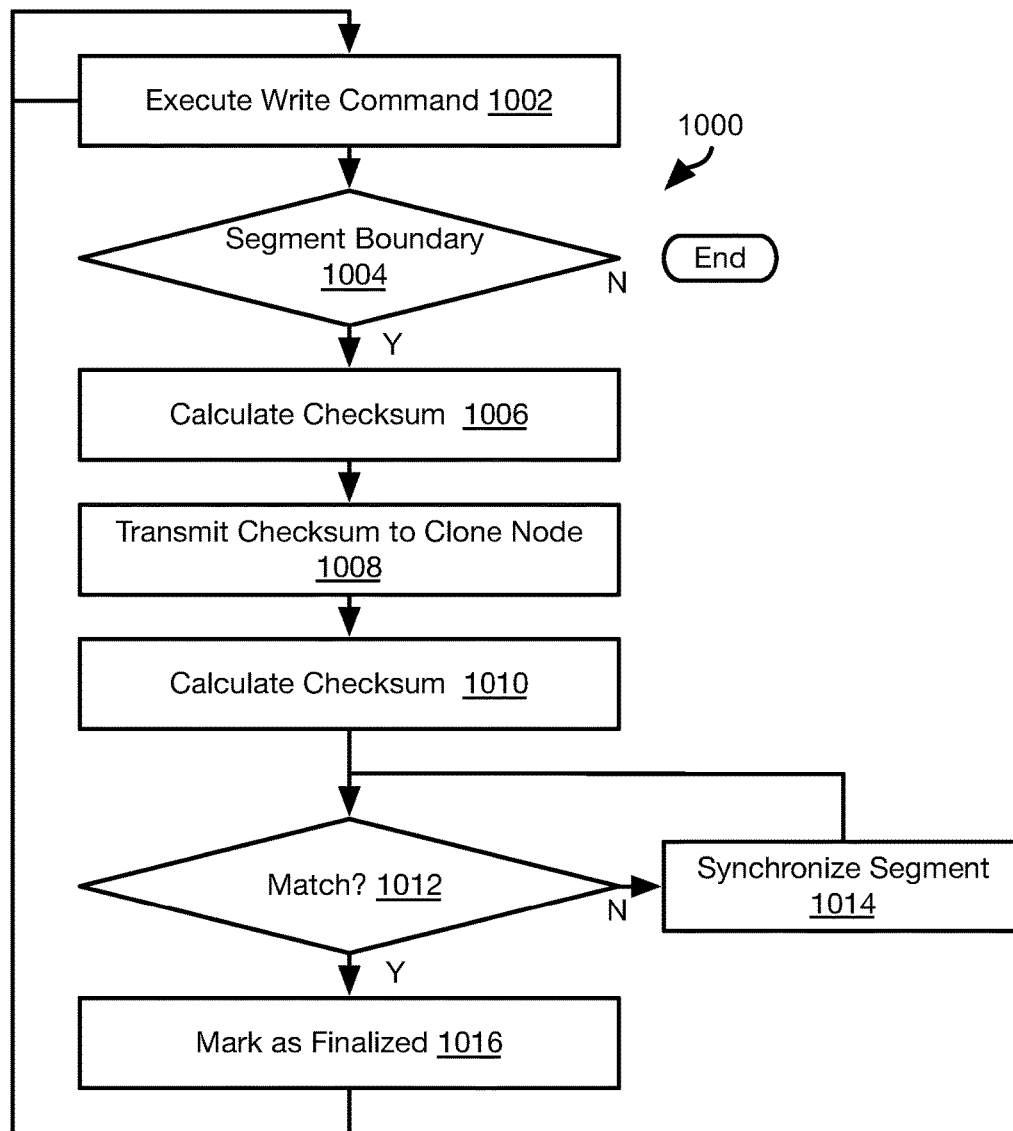 Execute Write Command 1002
1000
Segment Boundary
1004
End
N
Y
Calculate Checksum 1006
Transmit Checksum to Clone Node
1008
Calculate Checksum 1010
Match? 1012
N
Synchronize Segment
1014
Y
Mark as Finalized 1016